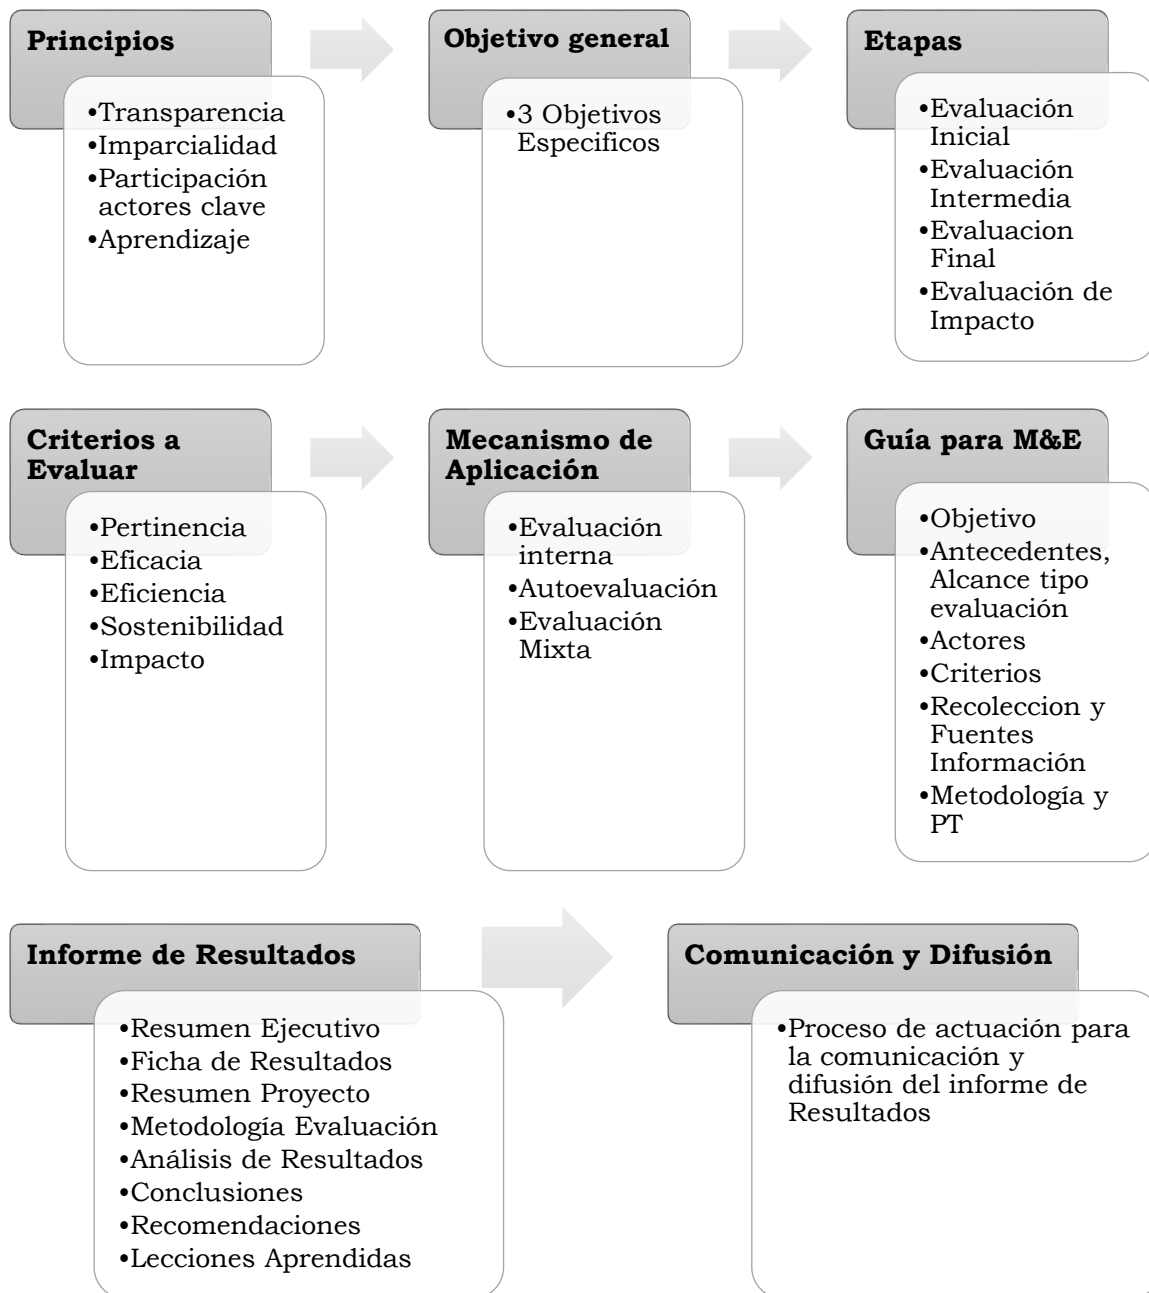 Principios
•Transparencia
•Imparcialidad
•Participación
actores clave
•Aprendizaje
Objetivo general
•3 Objetivos
Especificos
Etapas
•Evaluación
Inicial
•Evaluación
Intermedia
•Evaluacion
Final
•Evaluación de
Impacto
Criterios a
Evaluar
•Pertinencia
•Eficacia
•Eficiencia
•Sostenibilidad
•Impacto
Mecanismo de
Aplicación
•Evaluación
interna
•Autoevaluación
•Evaluación
Mixta
Guía para M&E
•Objetivo
•Antecedentes,
Alcance tipo
evaluación
•Actores
•Criterios
•Recoleccion y
Fuentes
Información
•Metodología y
PT
Informe de Resultados
•Resumen Ejecutivo
•Ficha de Resultados
•Resumen Proyecto
•Metodología Evaluación
•Análisis de Resultados
•Conclusiones
•Recomendaciones
•Lecciones Aprendidas
Comunicación y Difusión
•Proceso de actuación para
la comunicación y
difusión del informe de
Resultados